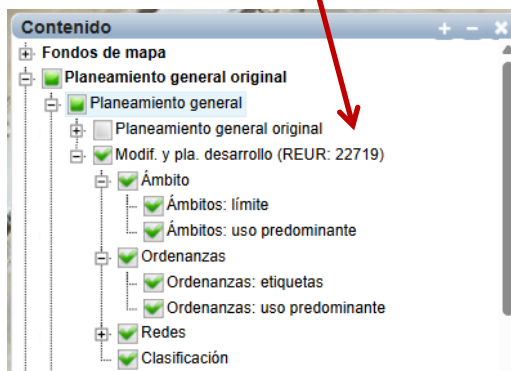 Contenido
Fondos de mapa
Planeamiento general original
Planeamiento general
Planeamiento general original
Modif. y pla. desarrollo (REUR: 22719)
Ámbito
Ámbitos: límite
Ámbitos: uso predominante
Ordenanzas
Ordenanzas: etiquetas
Ordenanzas: uso predominante
Redes
Clasificación